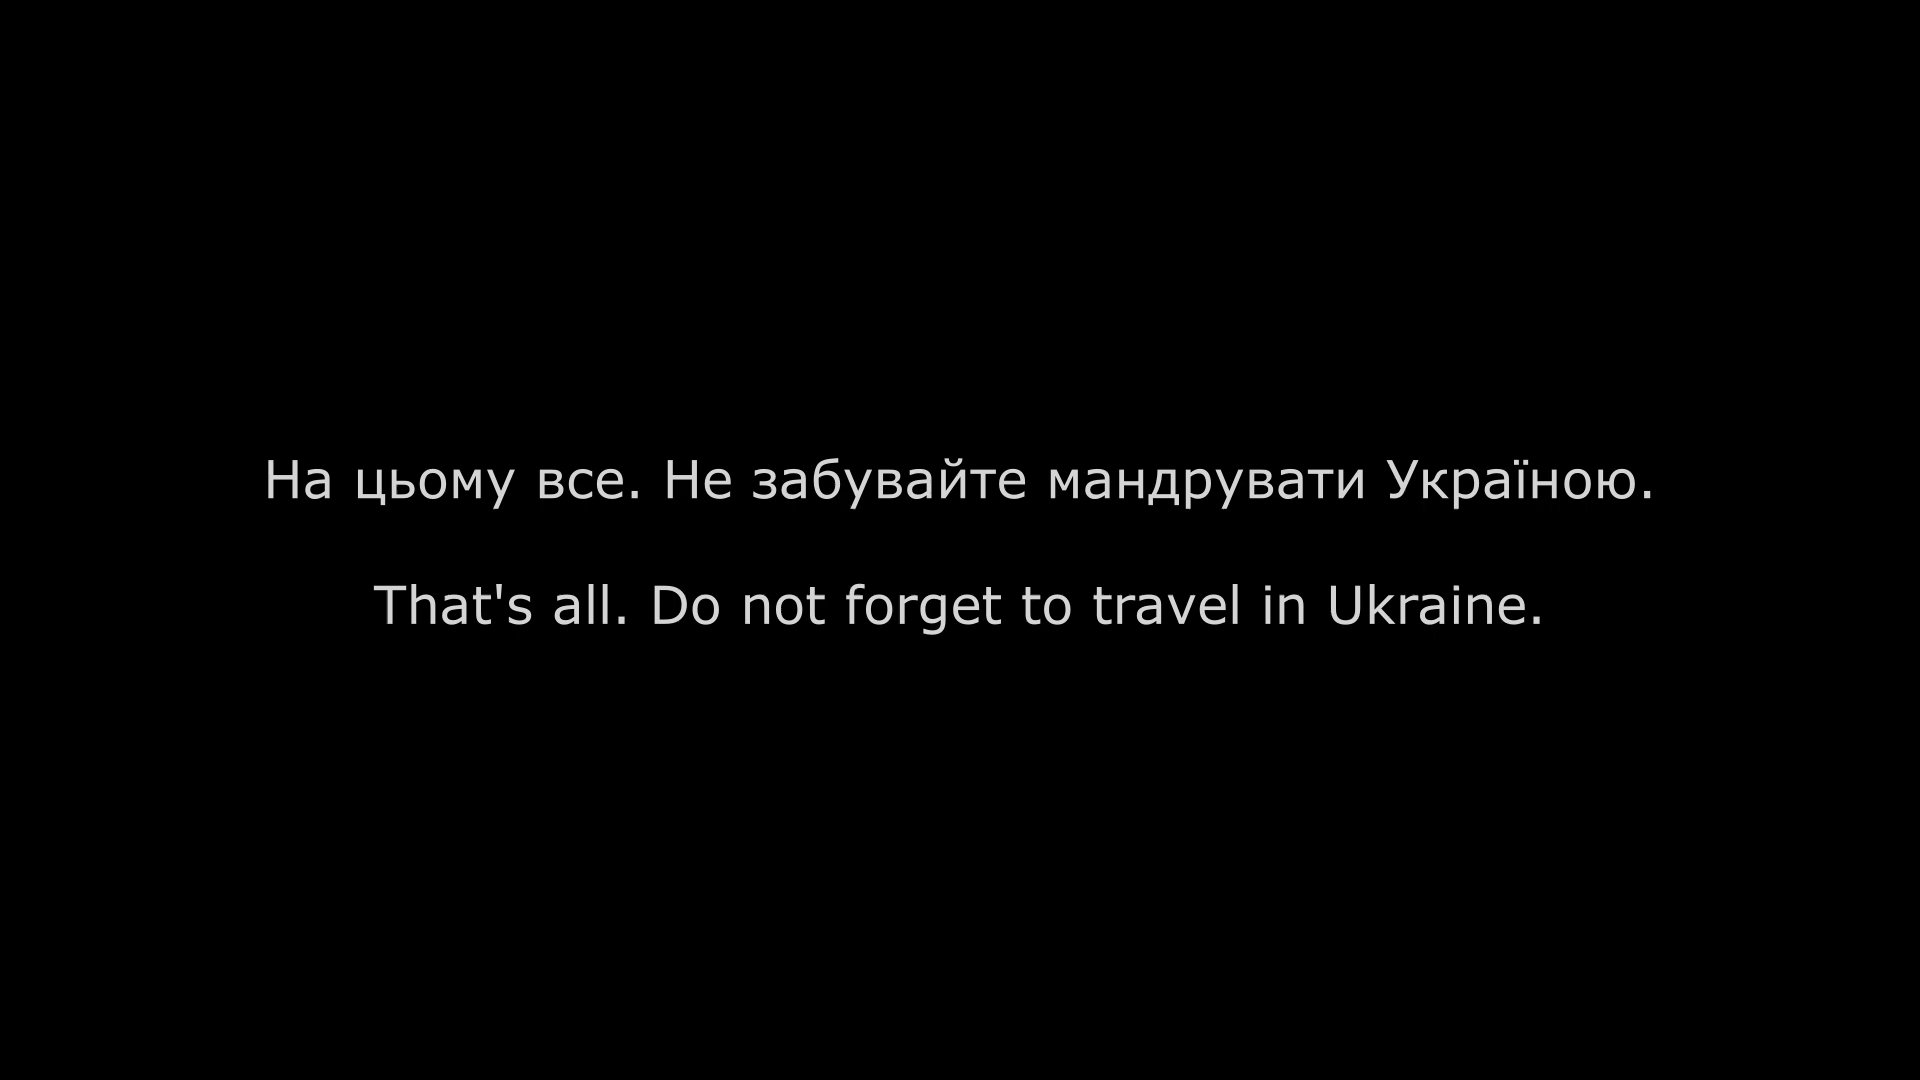 На цьому все. Не забувайте мандрувати Україною.
That's all. Do not forget to travel in Ukraine.